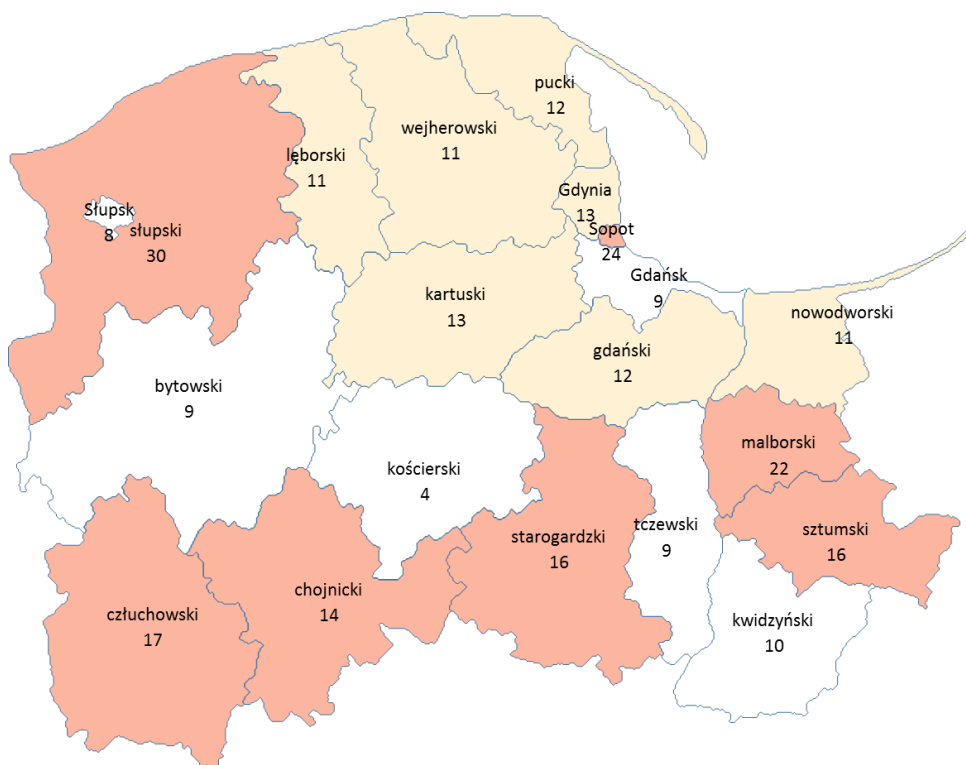 pucki
12
wejherowski
11
lęborski
11
Gdynia
13
Słupsk
8
słupski
30
Sopot
24
Gdańsk
9
kartuski
13
nowodworski
11
gdański
12
bytowski
9
malborski
22
kościerski
4
starogardzki
16
tczewski
9
sztumski
16
chojnicki
14
człuchowski
17
kwidzyński
10